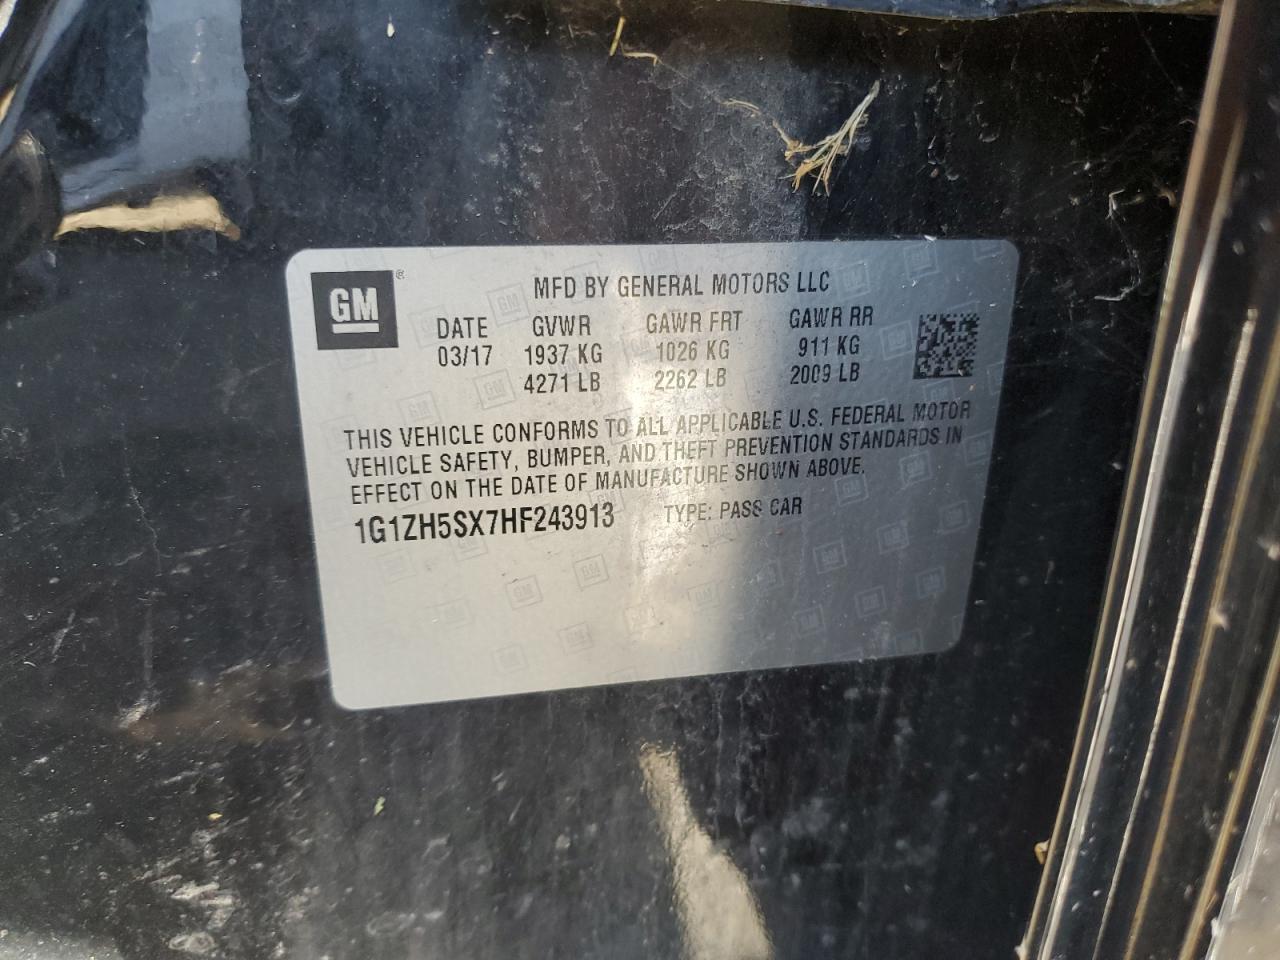 GM ®
MFD BY GENERAL MOTORS LLC
DATE GVWR GAWR FRT GAWR RR
03/17 1937 KG 1026 KG 911 KG
4271 LB 2262 LB 2009 LB
THIS VEHICLE CONFORMS TO ALL APPLICABLE U.S. FEDERAL MOTOR
VEHICLE SAFETY, BUMPER, AND THEFT PREVENTION STANDARDS IN
EFFECT ON THE DATE OF MANUFACTURE SHOWN ABOVE.
1G1ZH5SX7HF243913 TYPE: PASS CAR